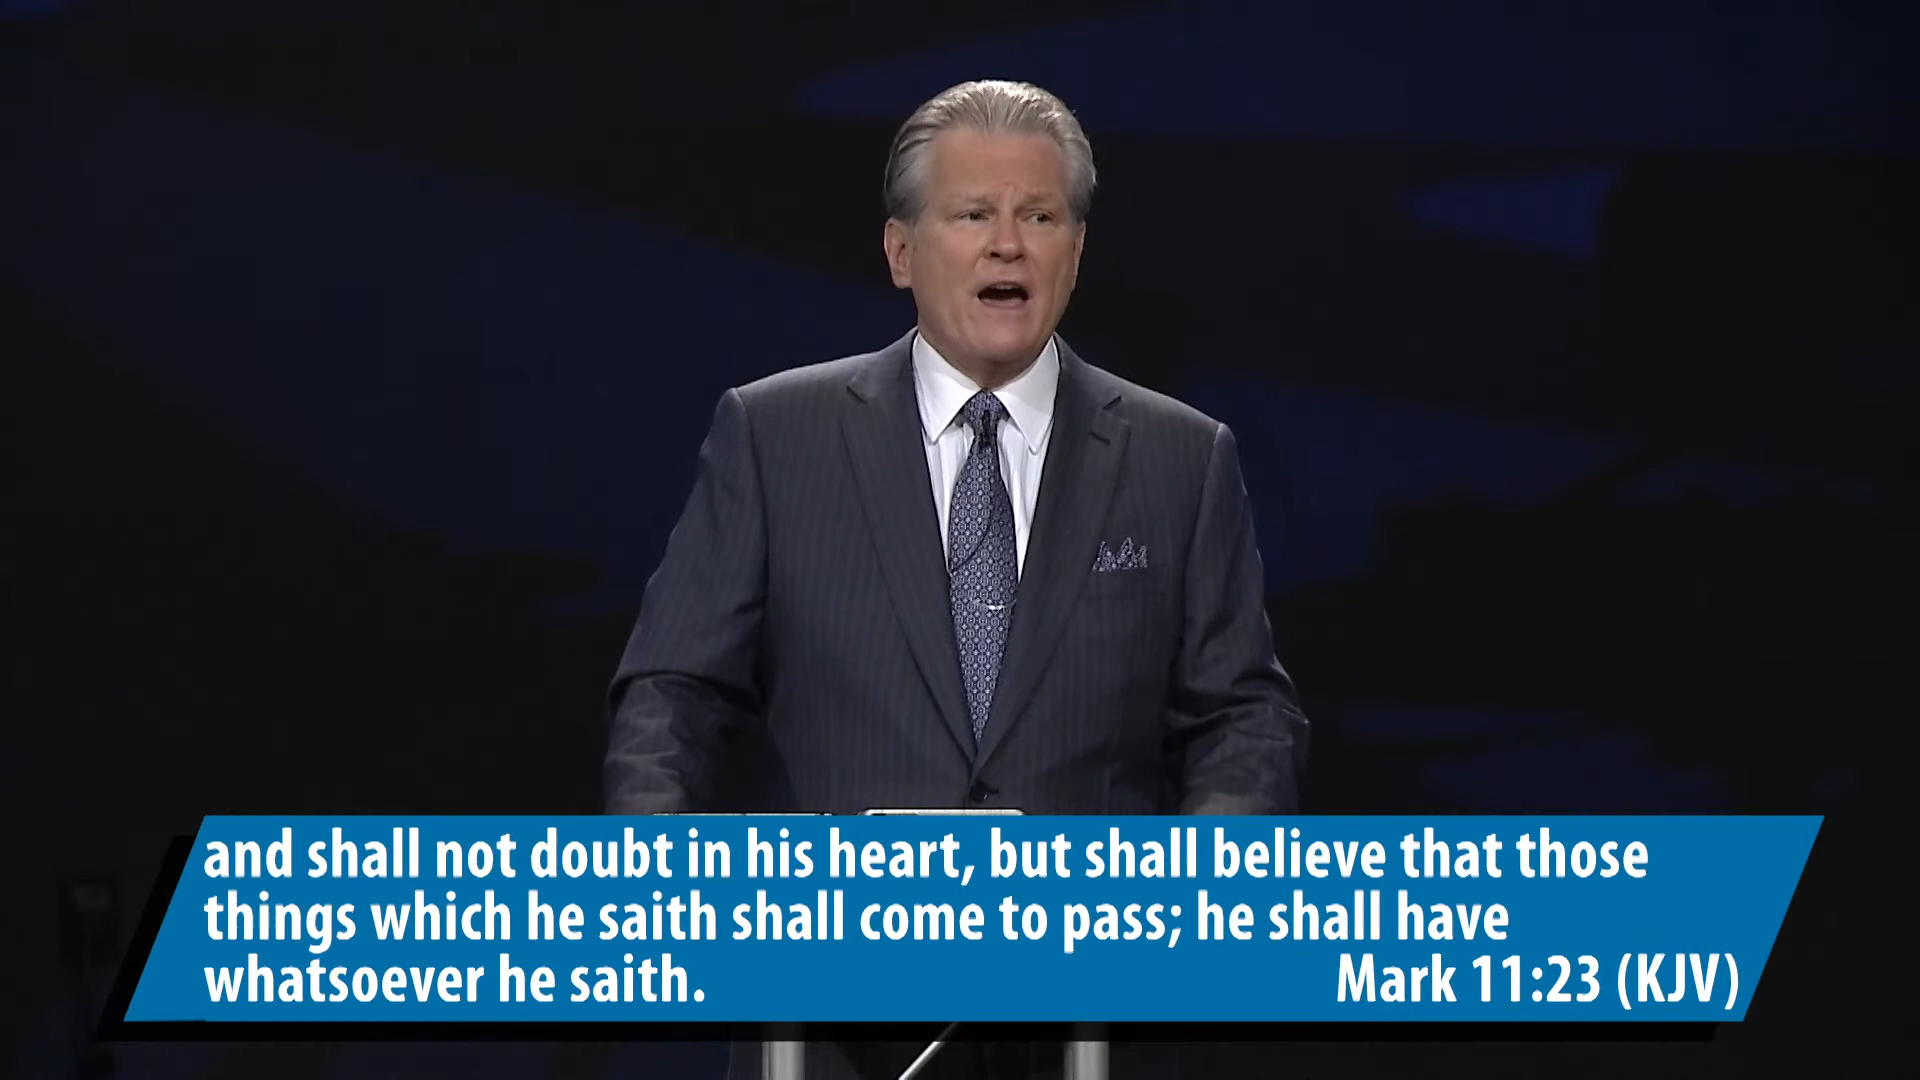 and shall not doubt in his heart, but shall believe that those
things which he saith shall come to pass; he shall have
whatsoever he saith. Mark 11:23 (KJV)